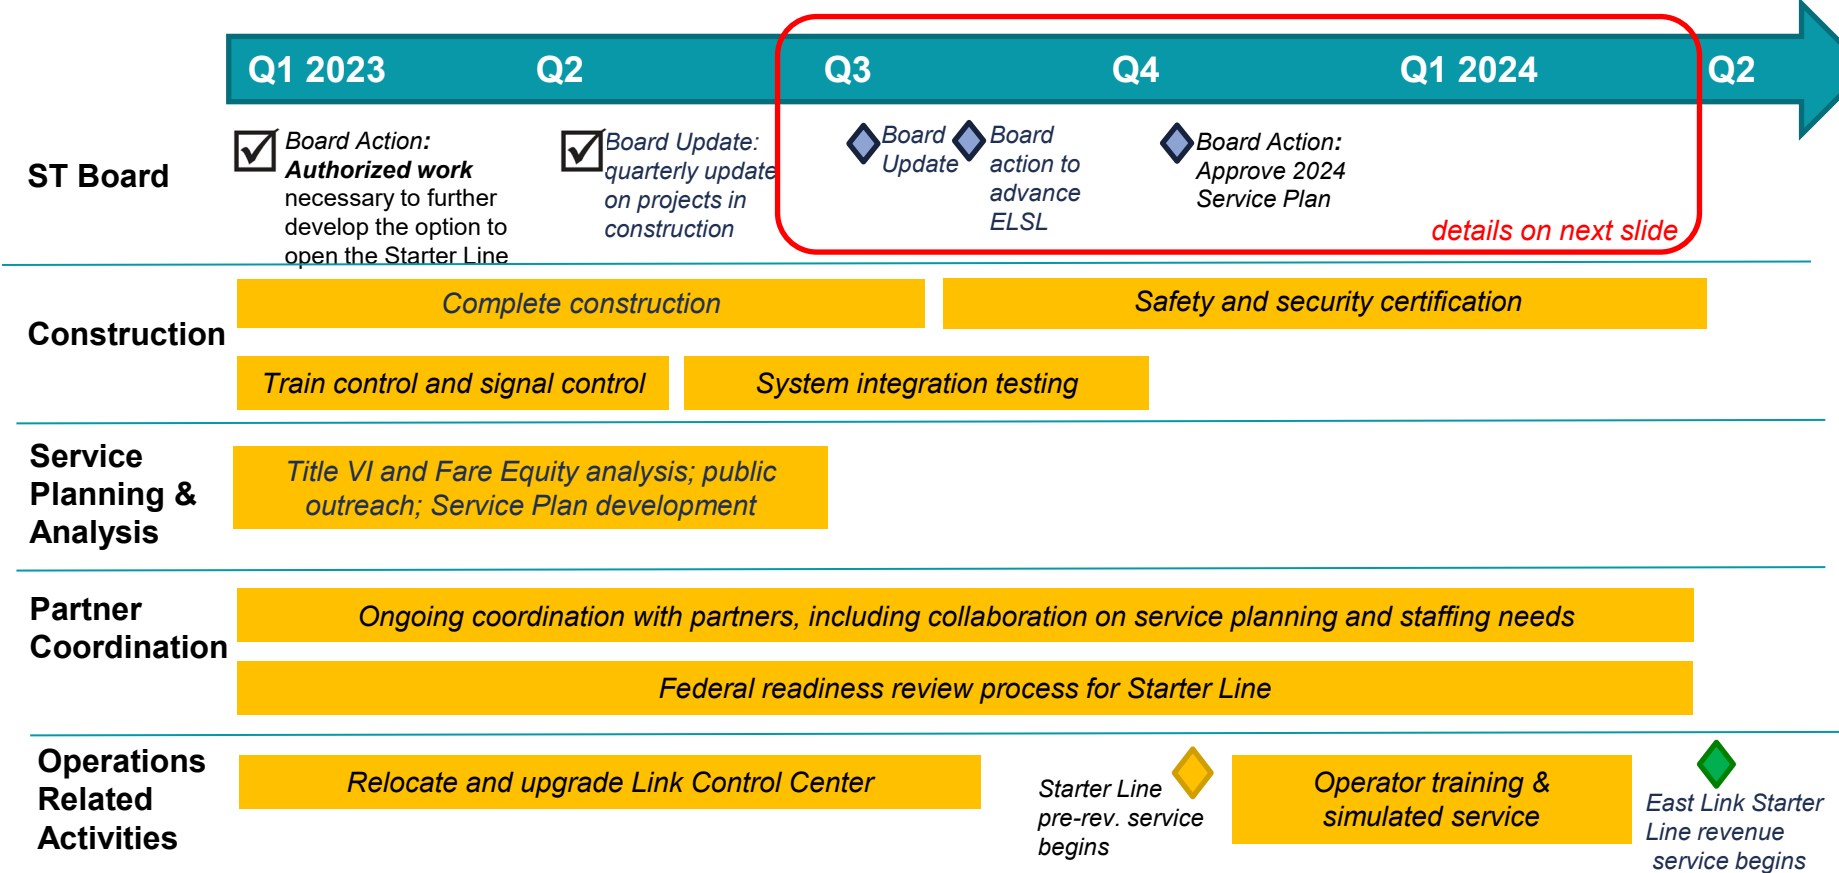 Q1 2023
Q2
Q3
Q4
Q1 2024
Q2
ST Board
Board Action:
Authorized work
necessary to further
develop the option to
open the Starter Line
Board Update:
quarterly update
on projects in
construction
Board
Update
Board
action to
advance
ELSL
Board Action:
Approve 2024
Service Plan
details on next slide
Construction
Complete construction
Safety and security certification
Train control and signal control
System integration testing
Service
Planning &
Analysis
Title VI and Fare Equity analysis; public
outreach; Service Plan development
Partner
Coordination
Ongoing coordination with partners, including collaboration on service planning and staffing needs
Federal readiness review process for Starter Line
Operations
Related
Activities
Relocate and upgrade Link Control Center
Starter Line
pre-rev. service
begins
Operator training &
simulated service
East Link Starter
Line revenue
service begins